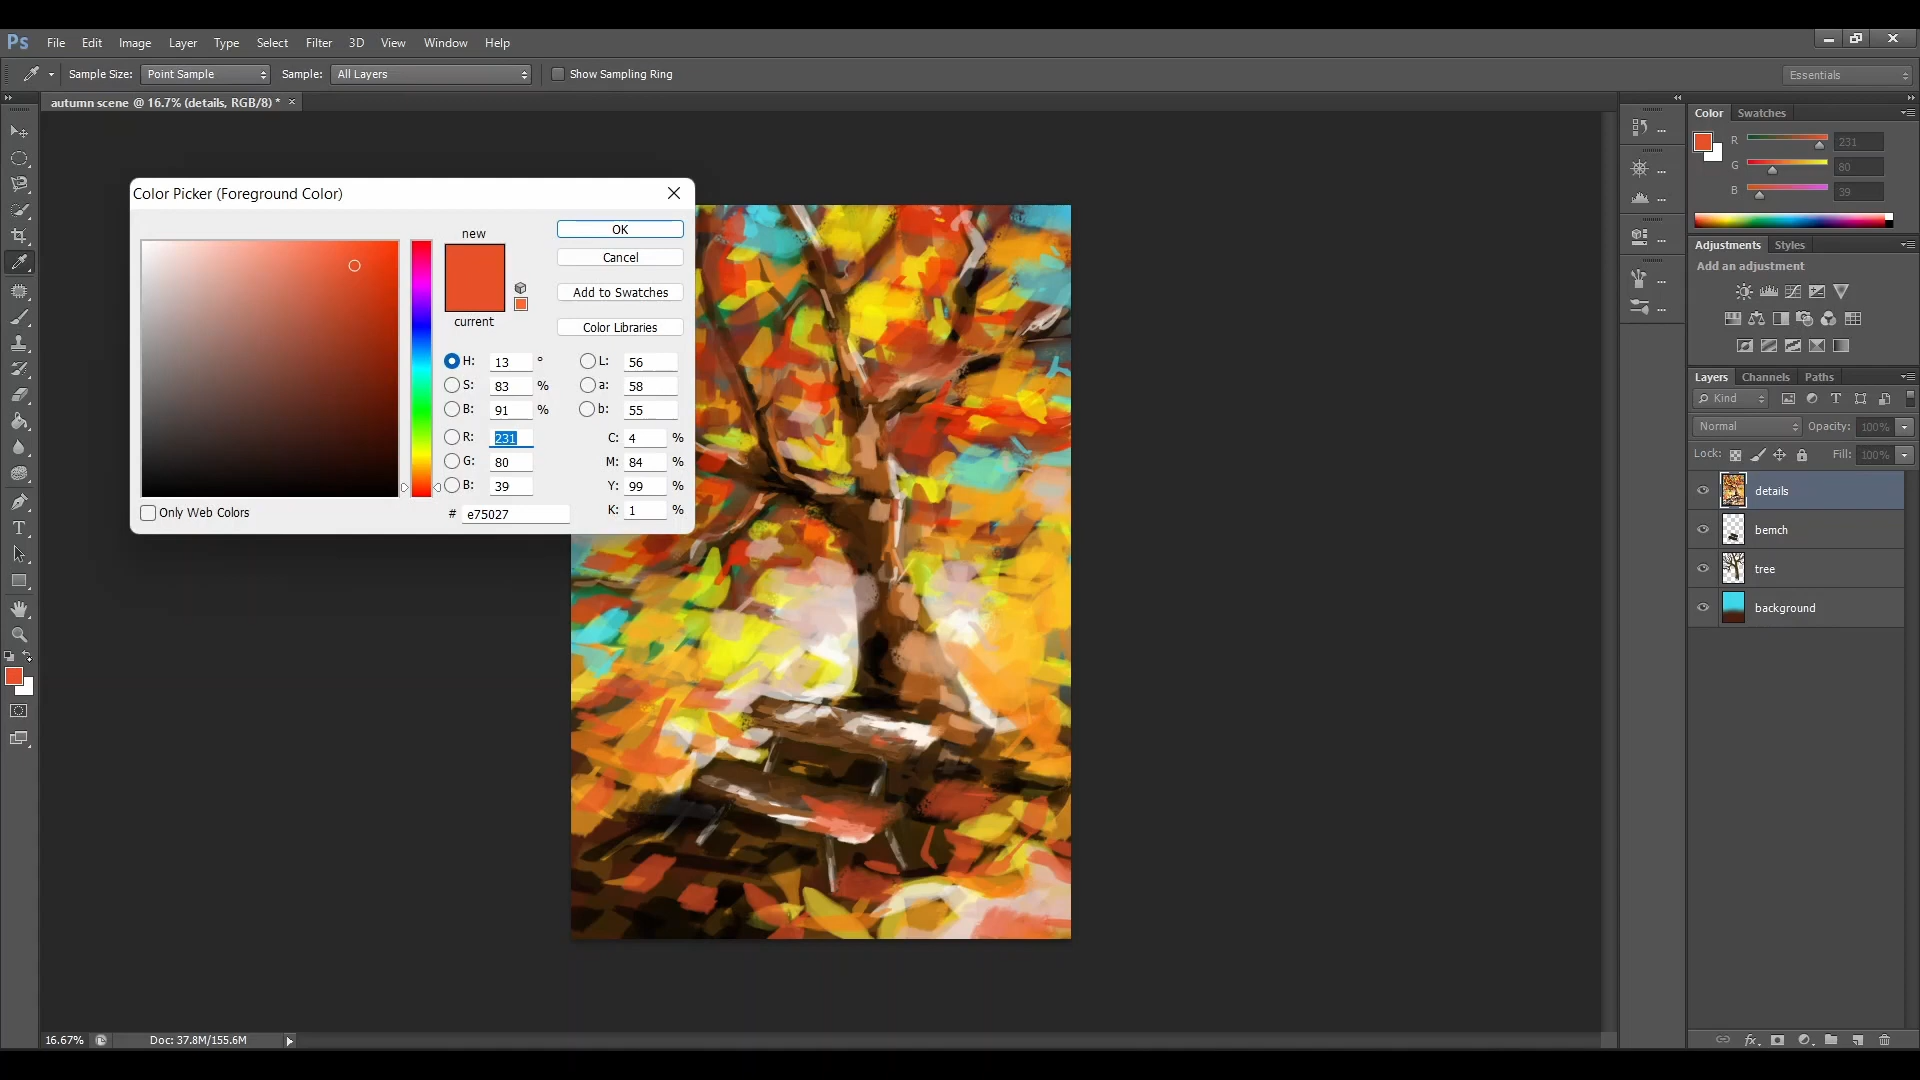 Ps File Edit Image Layer Type Select Filter 3D View Window Help
Sample Size: Point Sample Sample: All Layers Show Sampling Ring Essentials
autumn scene @ 16.7% (details, RGB/8) * ×
Color Picker (Foreground Color)
new
current
OK
Cancel
Add to Swatches
Color Libraries
H: 13 ° L: 56
S: 83 % a: 58
B: 91 % b: 55
R: 231 C: 4 %
G: 80 M: 84 %
B: 39 Y: 99 %
# e75027 K: 1 %
Only Web Colors
Color Swatches
R 231
G 80
B 39
Adjustments Styles
Add an adjustment
Layers Channels Paths
Kind
Normal Opacity: 100%
Lock: Fill: 100%
details
bemch
tree
background
16.67% Doc: 37.8M/155.6M
fx